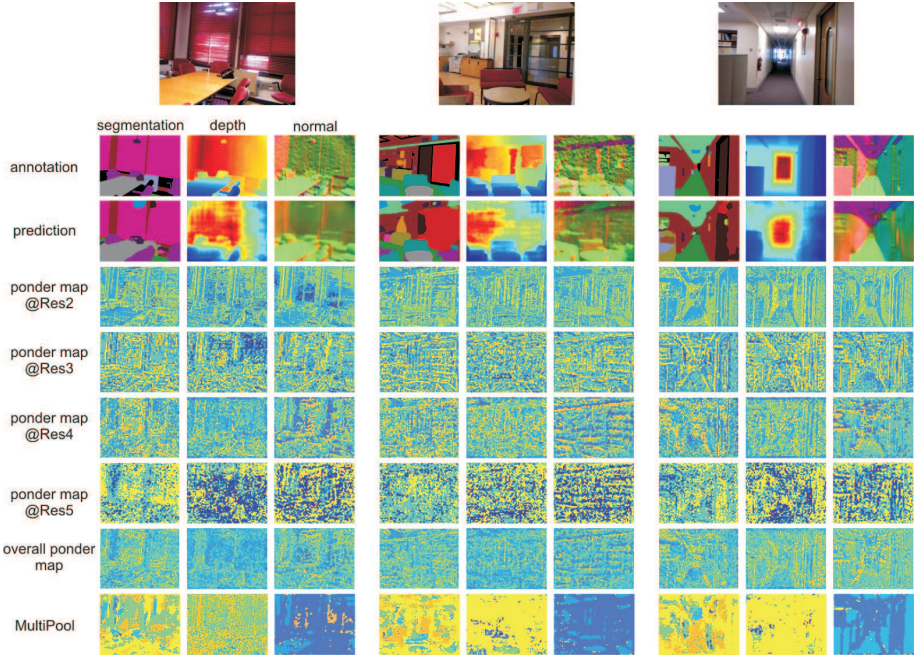 segmentation depth normal
annotation
prediction
ponder map
@Res2
ponder map
@Res3
ponder map
@Res4
ponder map
@Res5
overall ponder
map
MultiPool